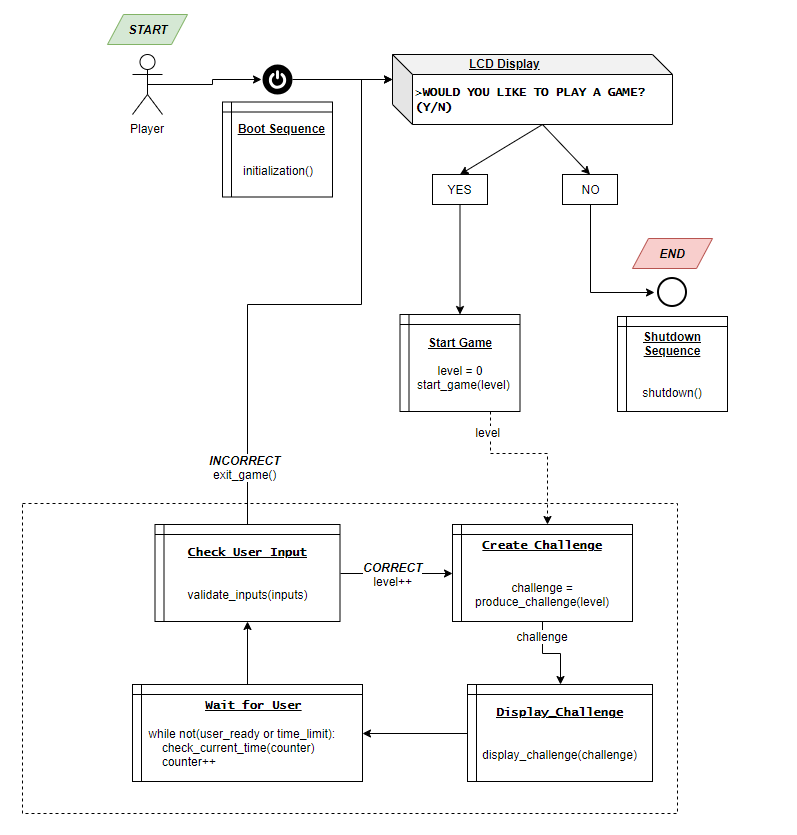 START
Player
Boot Sequence
initialization()
LCD Display
>WOULD YOU LIKE TO PLAY A GAME?
(Y/N)
YES
NO
END
Start Game
level = 0
start_game(level)
Shutdown
Sequence
shutdown()
level
INCORRECT
exit_game()
Check User Input
validate_inputs(inputs)
CORRECT
level++
Create Challenge
challenge =
produce_challenge(level)
challenge
Wait for User
while not(user_ready or time_limit):
check_current_time(counter)
counter++
Display_Challenge
display_challenge(challenge)